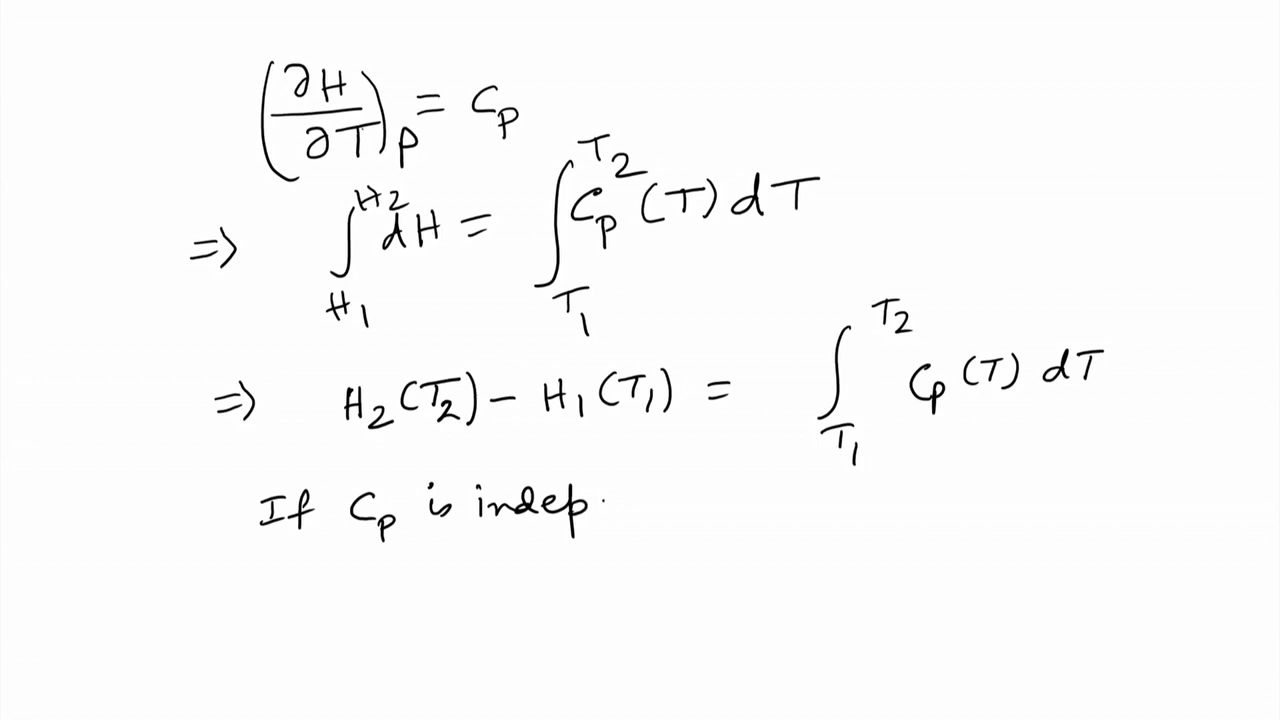 (∂H/∂T)_P = C_p
⇒ ∫_{H_1}^{H_2} dH = ∫_{T_1}^{T_2} C_p (T) dT
⇒ H_2 (T_2) - H_1 (T_1) = ∫_{T_1}^{T_2} C_p (T) dT
If C_p is indep.